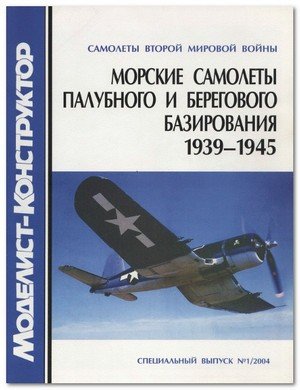 САМОЛЕТЫ ВТОРОЙ МИРОВОЙ ВОЙНЫ
МОРСКИЕ САМОЛЕТЫ
ПАЛУБНОГО И БЕРЕГОВОГО
БАЗИРОВАНИЯ
1939–1945
МОДЕЛИСТ-КОНСТРУКТОР
СПЕЦИАЛЬНЫЙ ВЫПУСК №1/2004